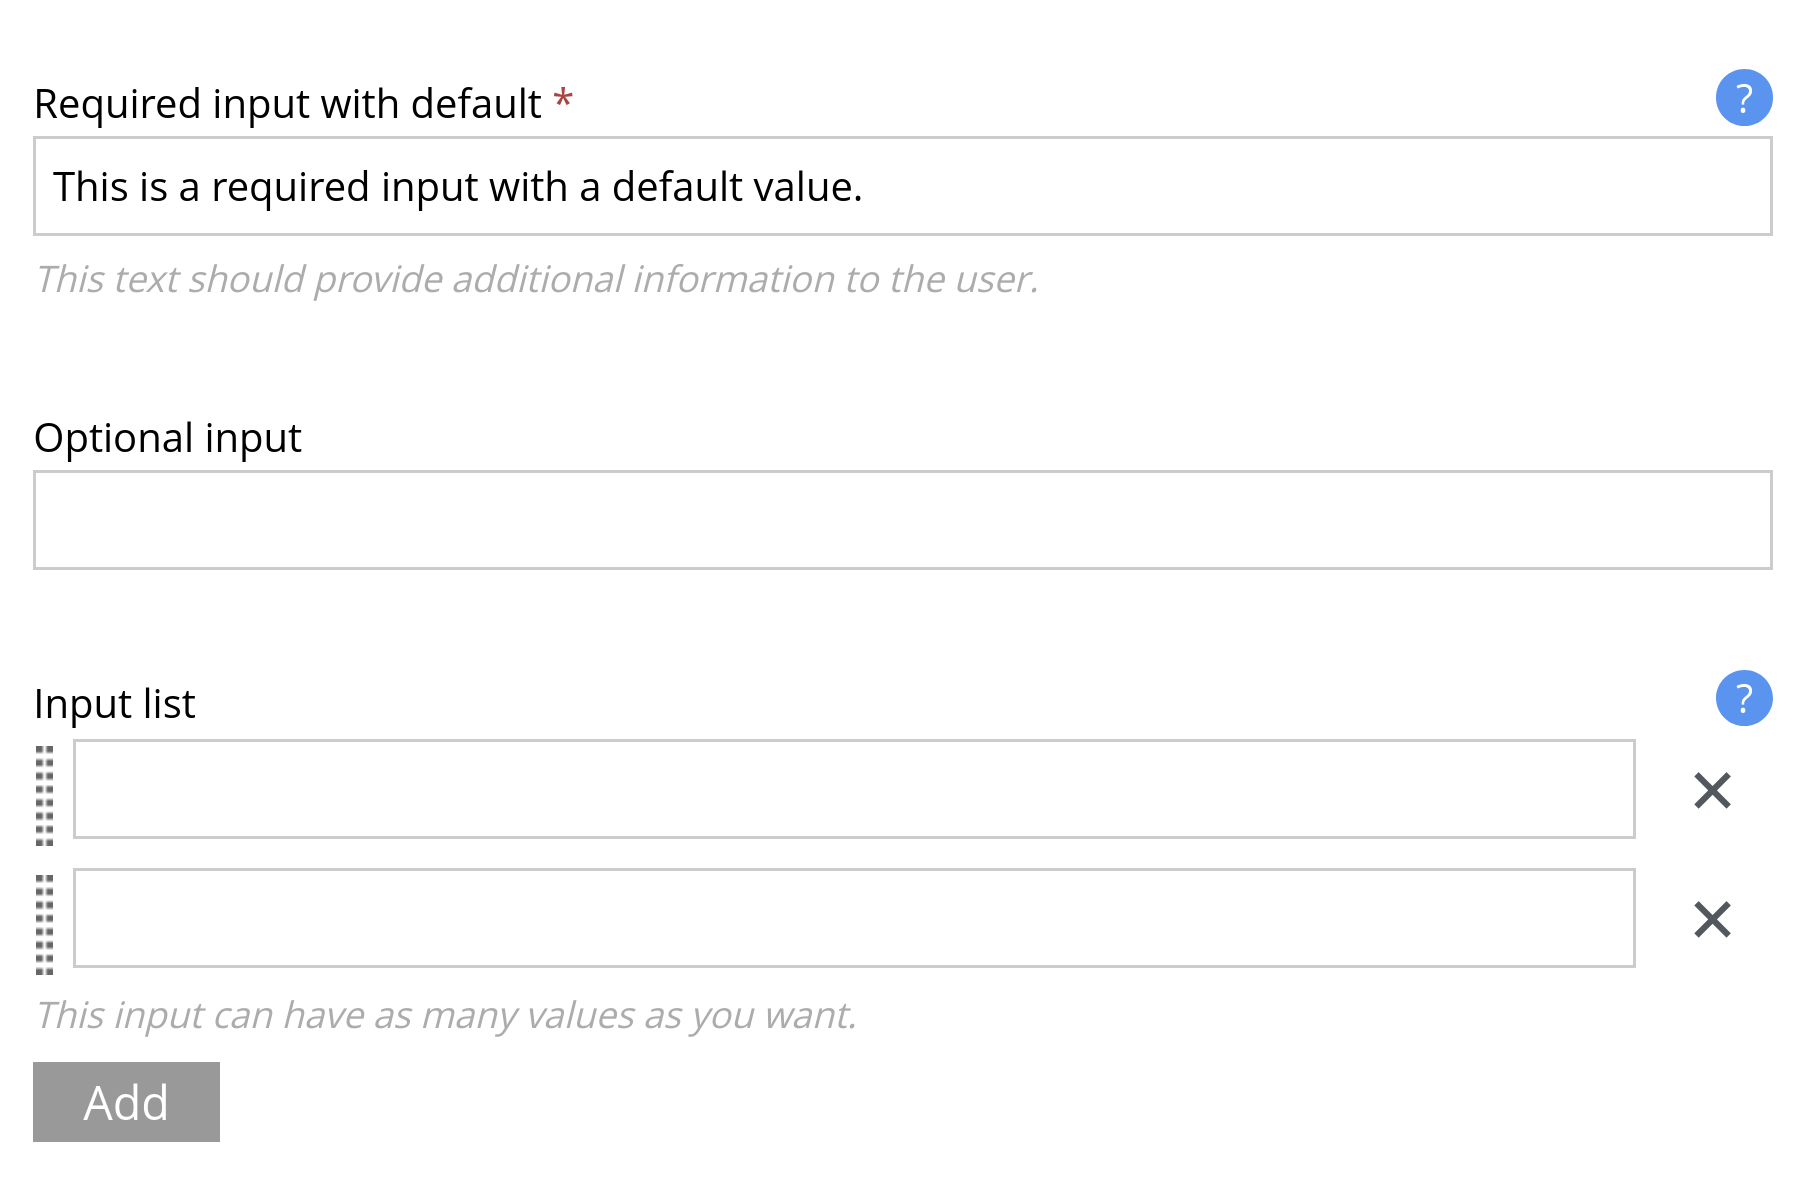 Required input with default *
?
This is a required input with a default value.
This text should provide additional information to the user.
Optional input
Input list
?
This input can have as many values as you want.
Add